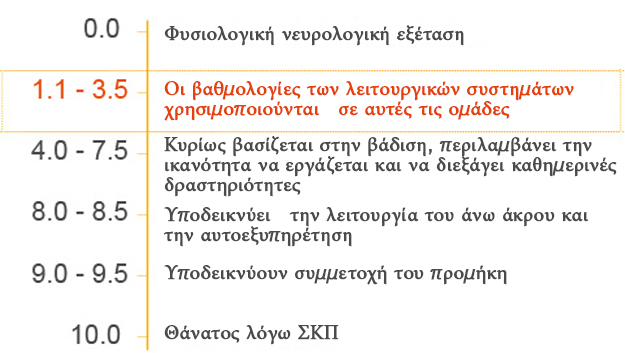 0.0 Φυσιολογική νευρολογική εξέταση
1.1 - 3.5 Οι βαθμολογίες των λειτουργικών συστημάτων
χρησιμοποιούνται σε αυτές τις ομάδες
4.0 - 7.5 Κυρίως βασίζεται στην βάδιση, περιλαμβάνει την
ικανότητα να εργάζεται και να διεξάγει καθημερινές
δραστηριότητες
8.0 - 8.5 Υποδεικνύει την λειτουργία του άνω άκρου και
την αυτοεξυπηρέτηση
9.0 - 9.5 Υποδεικνύουν συμμετοχή του προμήκη
10.0 Θάνατος λόγω ΣΚΠ